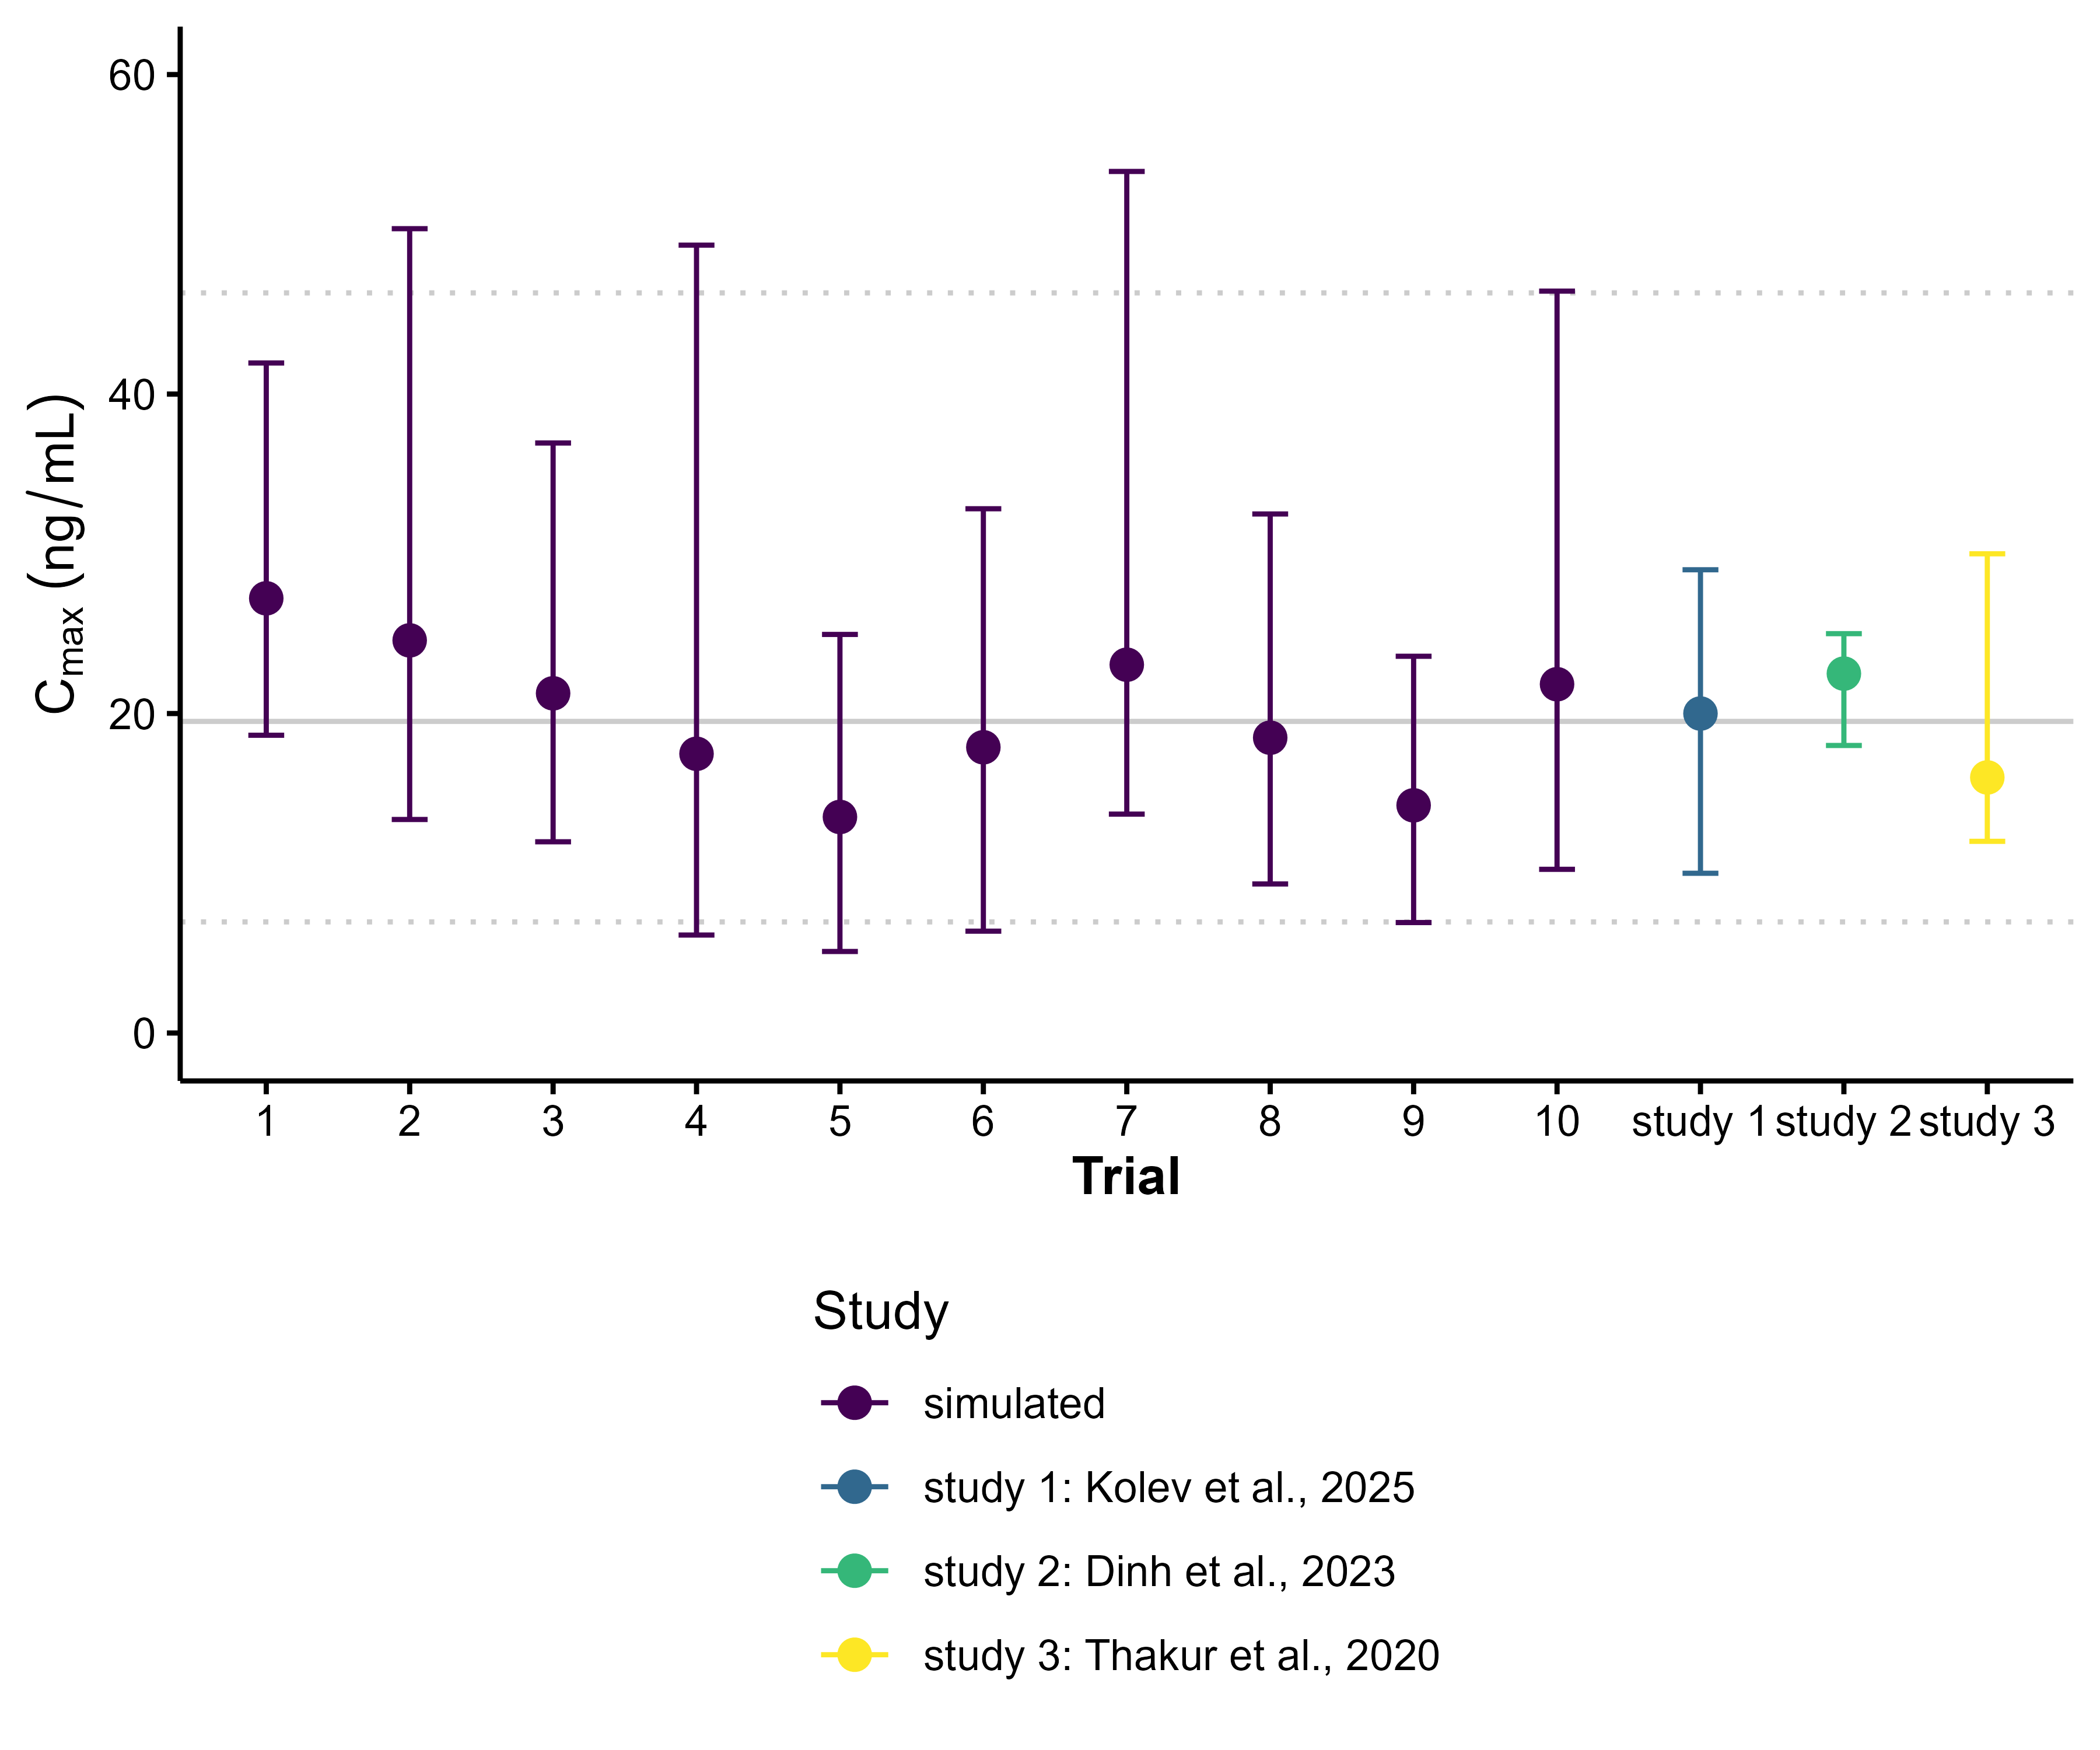 60
40
20
0
Cmax (ng/mL)
1 2 3 4 5 6 7 8 9 10 study 1 study 2 study 3
Trial
Study
simulated
study 1: Kolev et al., 2025
study 2: Dinh et al., 2023
study 3: Thakur et al., 2020